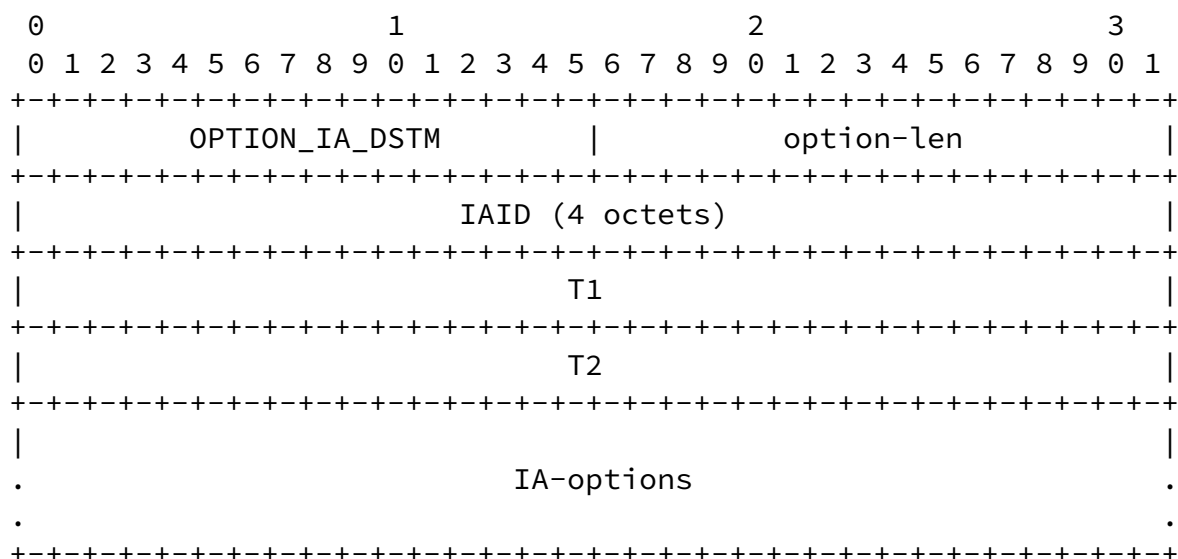 0                   1                   2                   3
 0 1 2 3 4 5 6 7 8 9 0 1 2 3 4 5 6 7 8 9 0 1 2 3 4 5 6 7 8 9 0 1
+-+-+-+-+-+-+-+-+-+-+-+-+-+-+-+-+-+-+-+-+-+-+-+-+-+-+-+-+-+-+-+-+
|         OPTION_IA_DSTM        |          option-len           |
+-+-+-+-+-+-+-+-+-+-+-+-+-+-+-+-+-+-+-+-+-+-+-+-+-+-+-+-+-+-+-+-+
|                        IAID (4 octets)                        |
+-+-+-+-+-+-+-+-+-+-+-+-+-+-+-+-+-+-+-+-+-+-+-+-+-+-+-+-+-+-+-+-+
|                              T1                               |
+-+-+-+-+-+-+-+-+-+-+-+-+-+-+-+-+-+-+-+-+-+-+-+-+-+-+-+-+-+-+-+-+
|                              T2                               |
+-+-+-+-+-+-+-+-+-+-+-+-+-+-+-+-+-+-+-+-+-+-+-+-+-+-+-+-+-+-+-+-+
|                                                               |
.                           IA-options                          .
.                                                               .
+-+-+-+-+-+-+-+-+-+-+-+-+-+-+-+-+-+-+-+-+-+-+-+-+-+-+-+-+-+-+-+-+